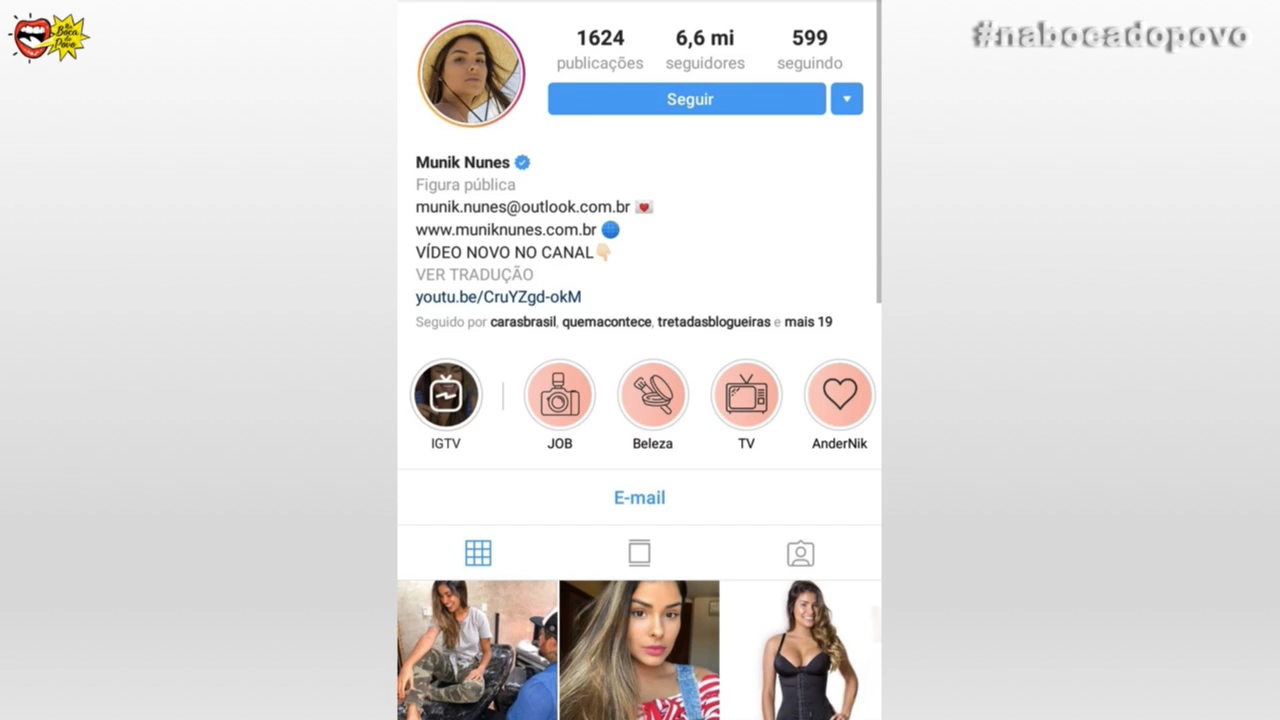 Na
Boca
do
Povo
#nabocadopovo
1624 6,6 mi 599
publicações seguidores seguindo
Seguir
Munik Nunes
Figura pública
munik.nunes@outlook.com.br 💌
www.muniknunes.com.br 🌐
VÍDEO NOVO NO CANAL👇🏻
VER TRADUÇÃO
youtu.be/CruYZgd-okM
Seguido por carasbrasil, quemacontece, tretadasblogueiras e mais 19
IGTV JOB Beleza TV AnderNik
E-mail